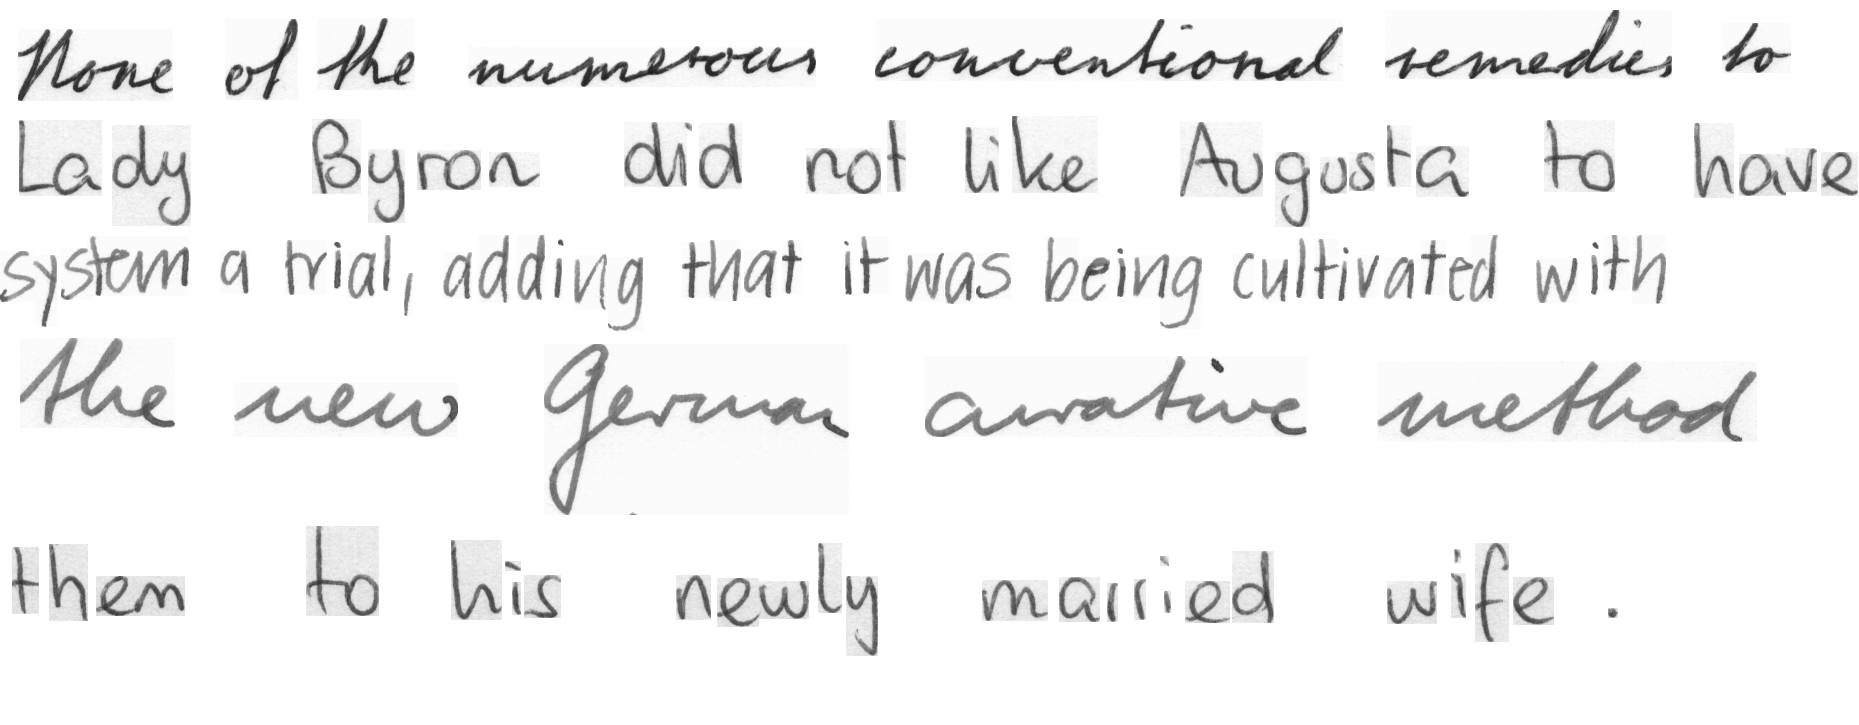 None of the numerous conventional remedies to
Lady Byron did not like Augusta to have
system a trial, adding that it was being cultivated with
the new German curative method
them to his newly married wife .